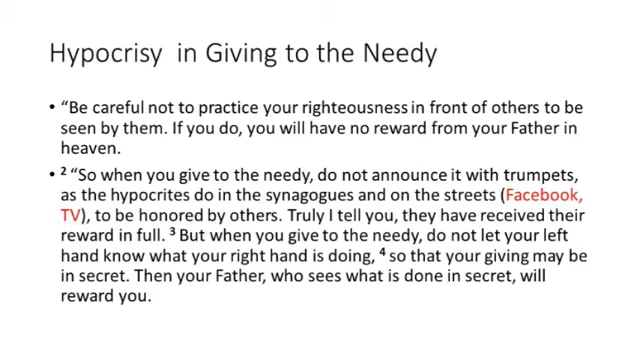 Hypocrisy in Giving to the Needy
• “Be careful not to practice your righteousness in front of others to be
seen by them. If you do, you will have no reward from your Father in
heaven.
• ² “So when you give to the needy, do not announce it with trumpets,
as the hypocrites do in the synagogues and on the streets (Facebook,
TV), to be honored by others. Truly I tell you, they have received their
reward in full. ³ But when you give to the needy, do not let your left
hand know what your right hand is doing, ⁴ so that your giving may be
in secret. Then your Father, who sees what is done in secret, will
reward you.